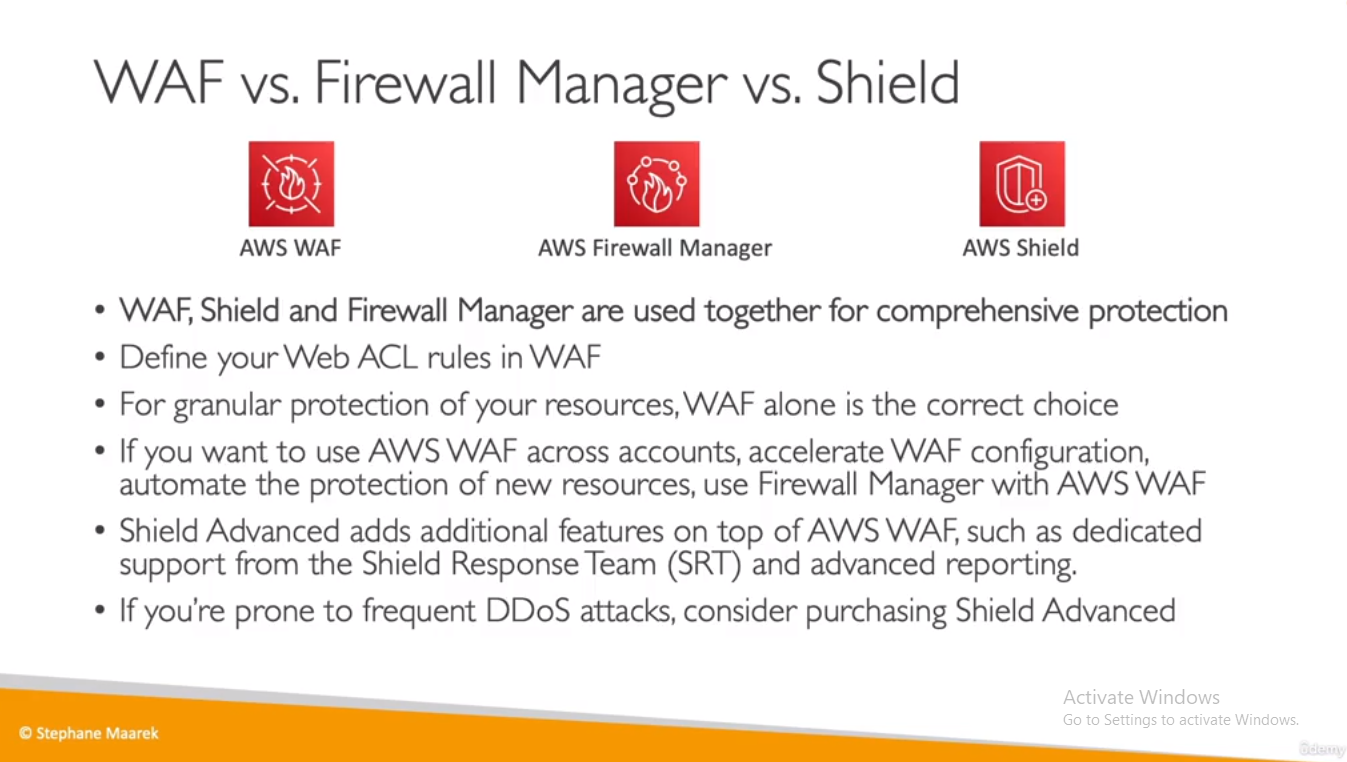 WAF vs. Firewall Manager vs. Shield
AWS WAF
AWS Firewall Manager
AWS Shield
• WAF, Shield and Firewall Manager are used together for comprehensive protection
• Define your Web ACL rules in WAF
• For granular protection of your resources, WAF alone is the correct choice
• If you want to use AWS WAF across accounts, accelerate WAF configuration,
automate the protection of new resources, use Firewall Manager with AWS WAF
• Shield Advanced adds additional features on top of AWS WAF, such as dedicated
support from the Shield Response Team (SRT) and advanced reporting.
• If you're prone to frequent DDoS attacks, consider purchasing Shield Advanced
Activate Windows
Go to Settings to activate Windows.
© Stephane Maarek
ûdemy